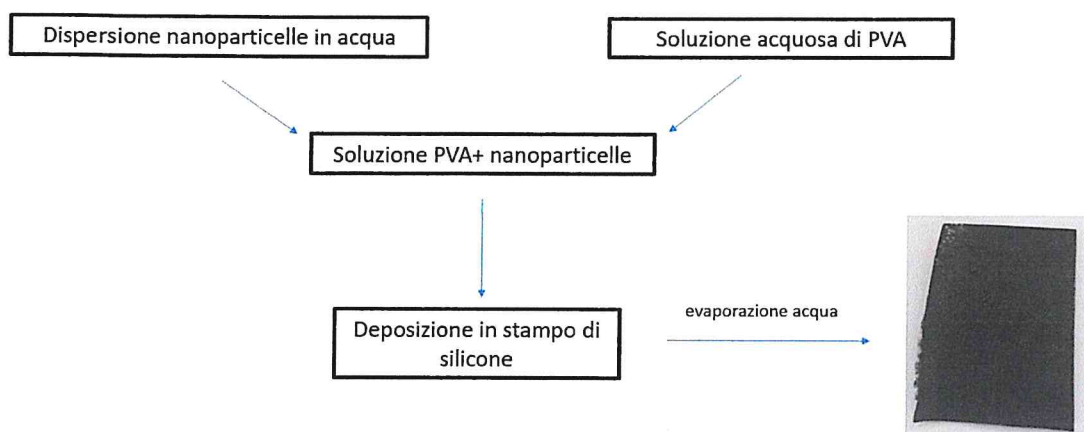 Dispersione nanoparticelle in acqua
Soluzione acquosa di PVA
Soluzione PVA+ nanoparticelle
Deposizione in stampo di
silicone
evaporazione acqua